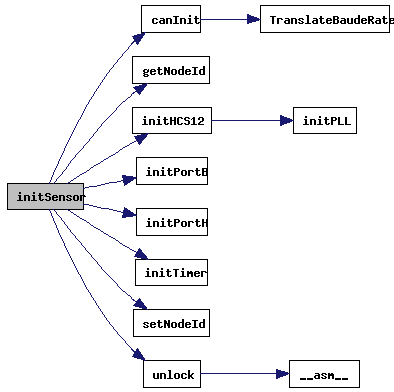 canInit
TranslateBaudeRate
getNodeId
initHCS12
initPLL
initPortB
initSensor
initPortH
initTimer
setNodeId
unlock
__asm__